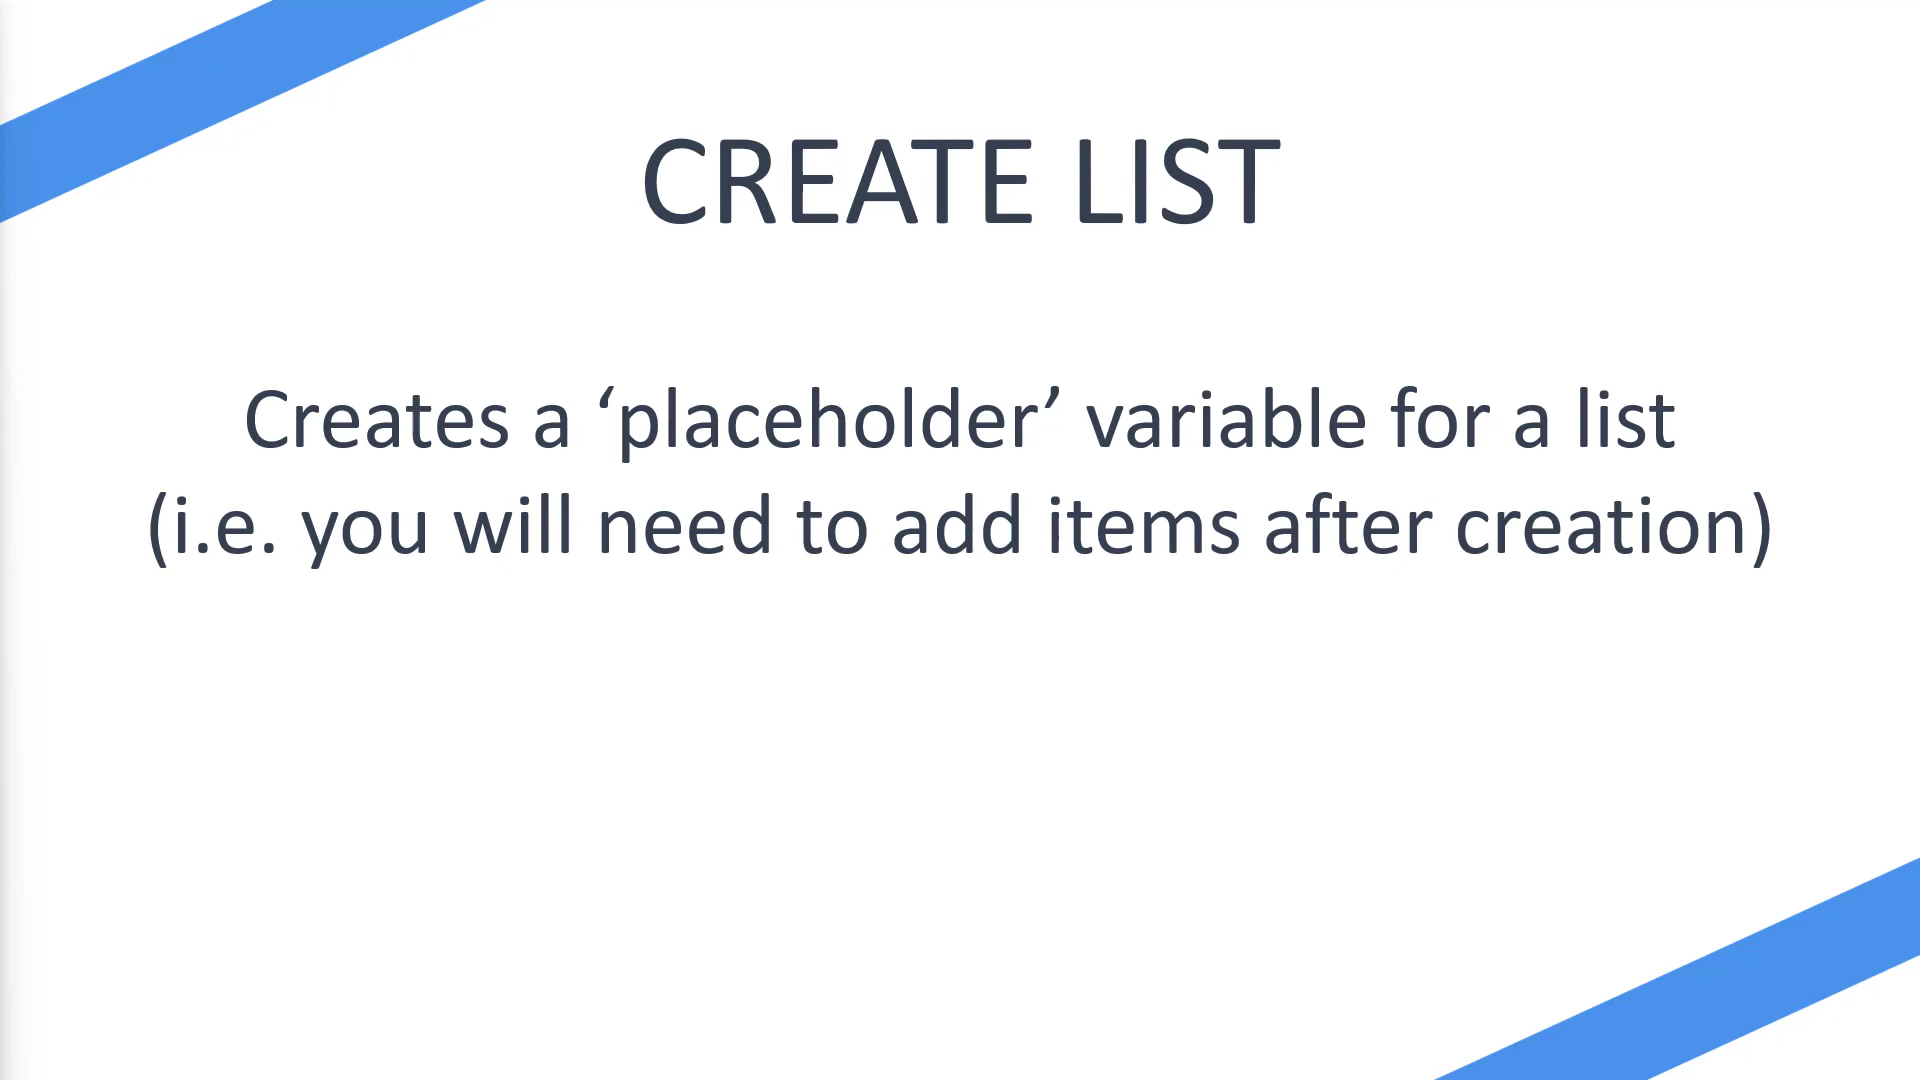 CREATE LIST
Creates a ‘placeholder’ variable for a list
(i.e. you will need to add items after creation)